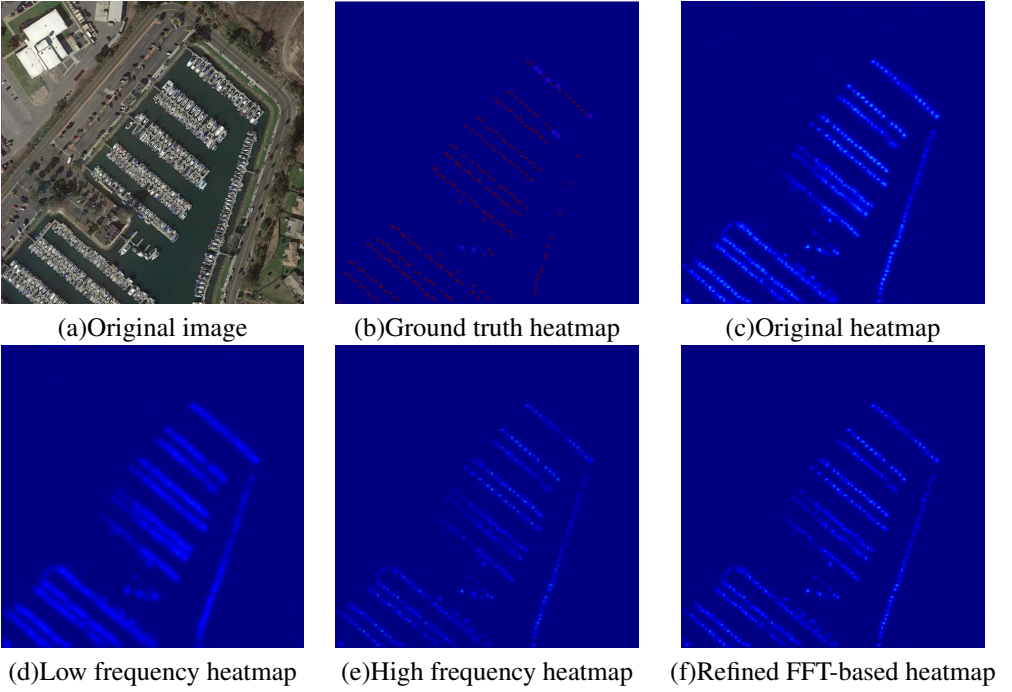 (a)Original image
(b)Ground truth heatmap
(c)Original heatmap
(d)Low frequency heatmap
(e)High frequency heatmap
(f)Refined FFT-based heatmap